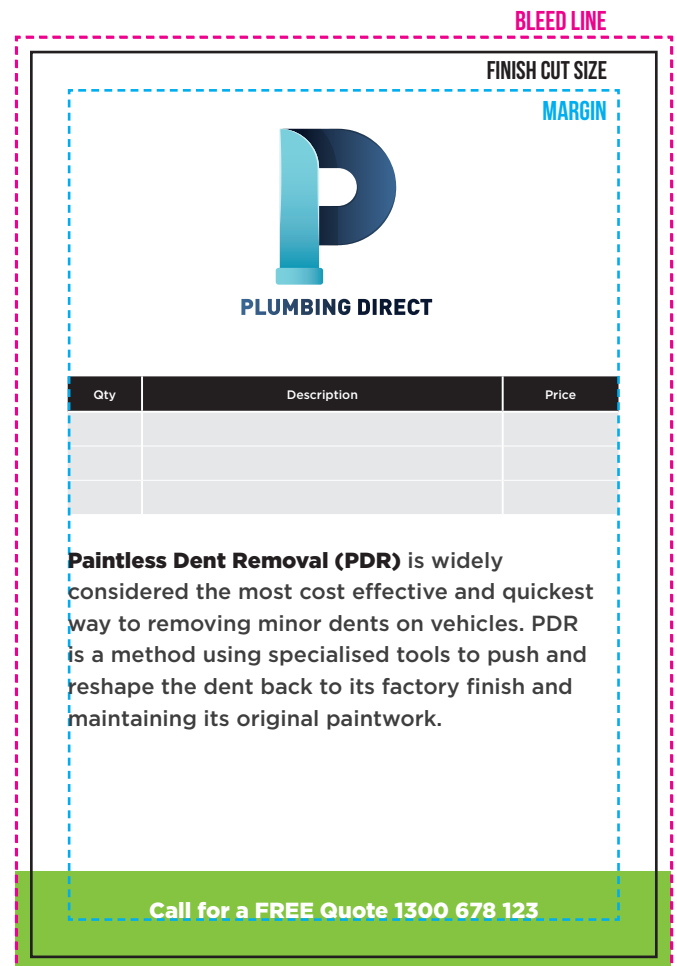 BLEED LINE
FINISH CUT SIZE
MARGIN
PLUMBING DIRECT
Qty Description Price
Paintless Dent Removal (PDR) is widely
considered the most cost effective and quickest
way to removing minor dents on vehicles. PDR
is a method using specialised tools to push and
reshape the dent back to its factory finish and
maintaining its original paintwork.
Call for a FREE Quote 1300 678 123